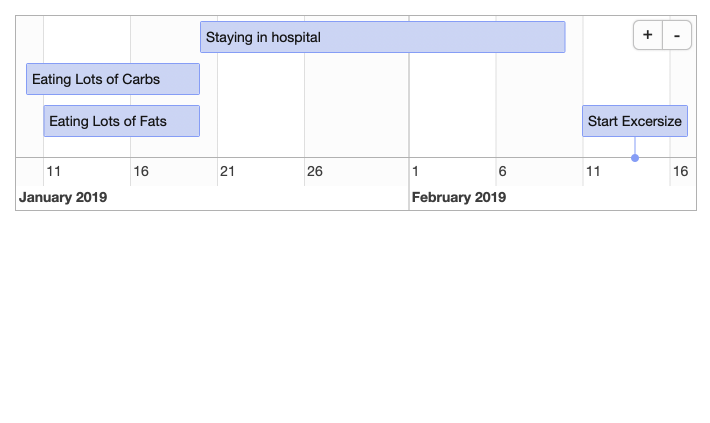 Staying in hospital
+ -
Eating Lots of Carbs
Eating Lots of Fats
Start Excersize
11 16 21 26 1 6 11 16
January 2019 February 2019